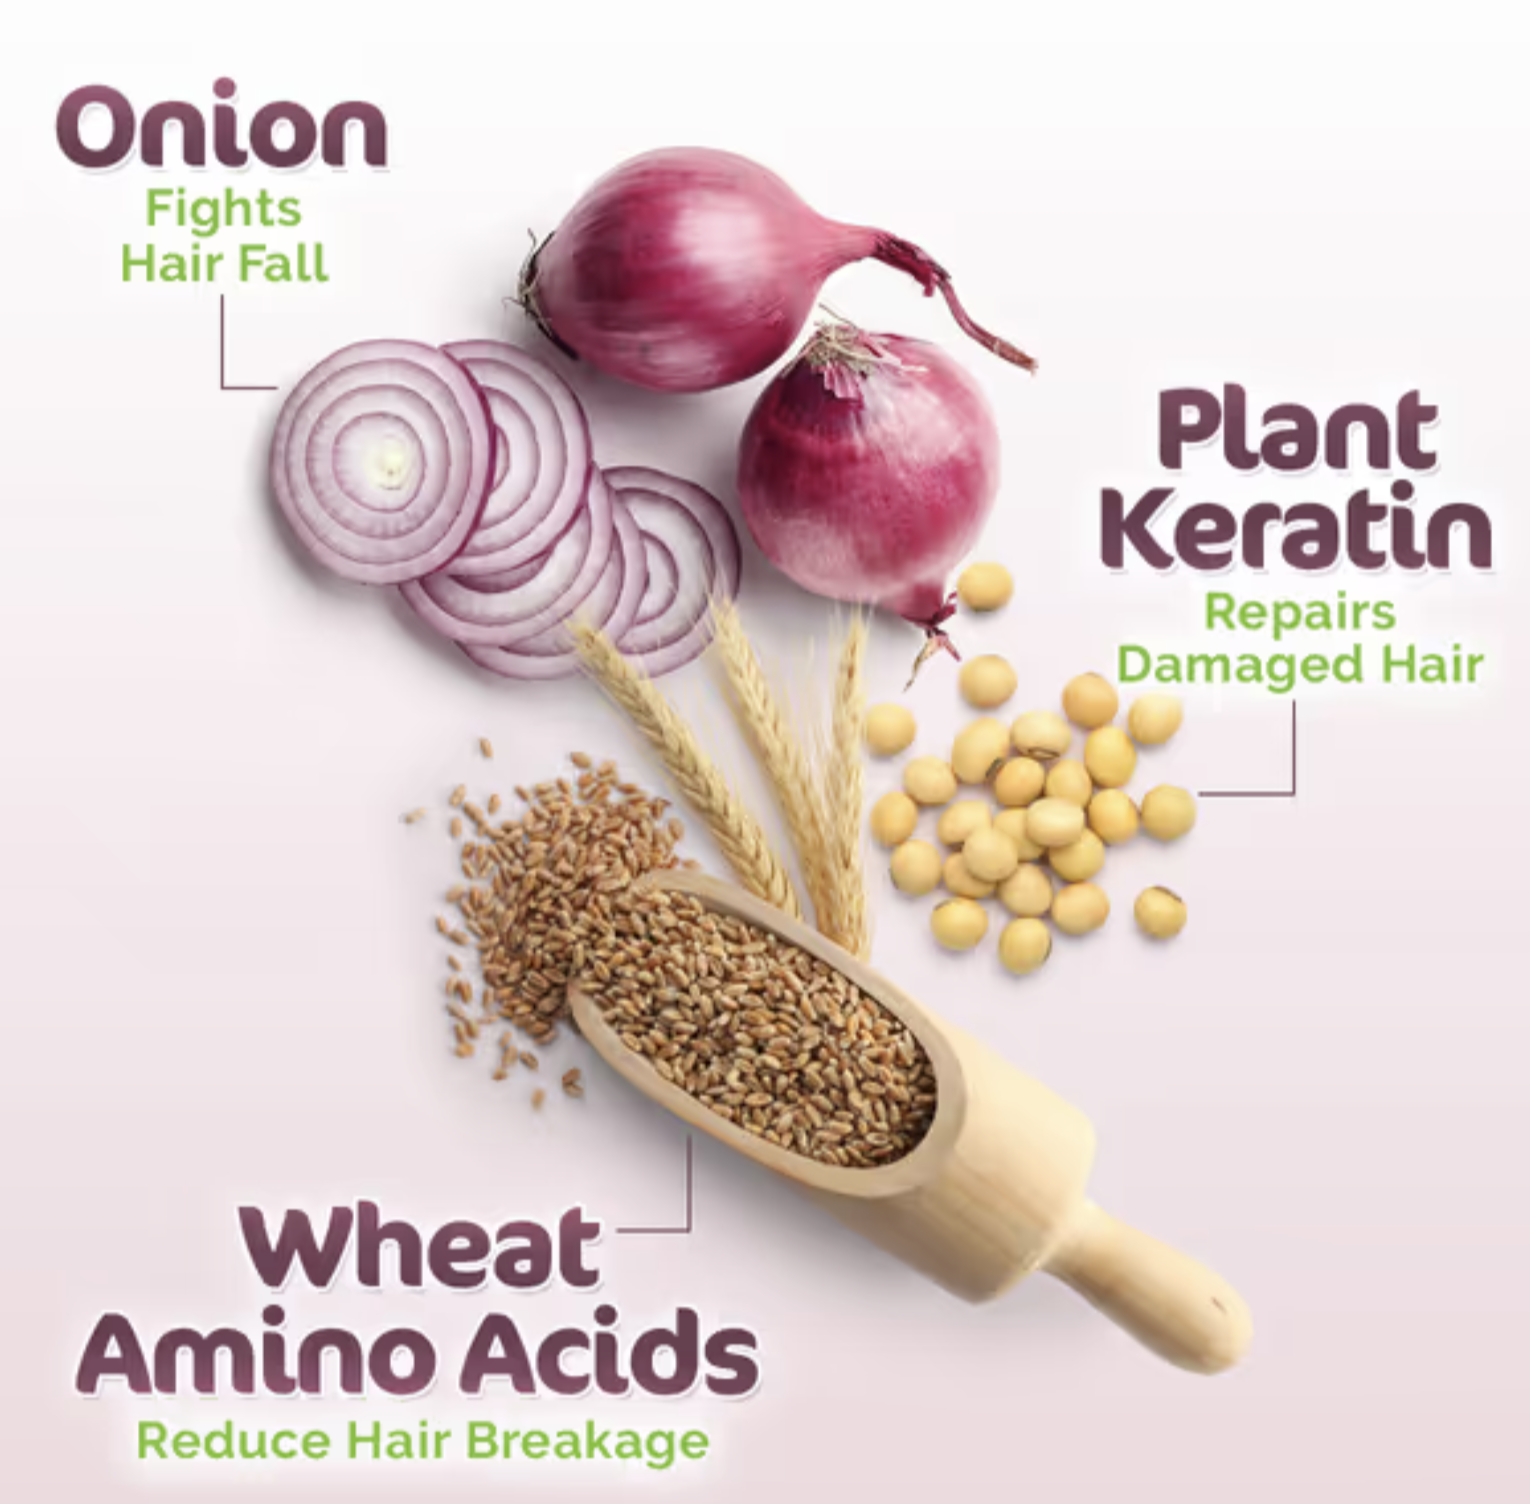 Onion
Fights
Hair Fall
Plant
Keratin
Repairs
Damaged Hair
Wheat
Amino Acids
Reduce Hair Breakage